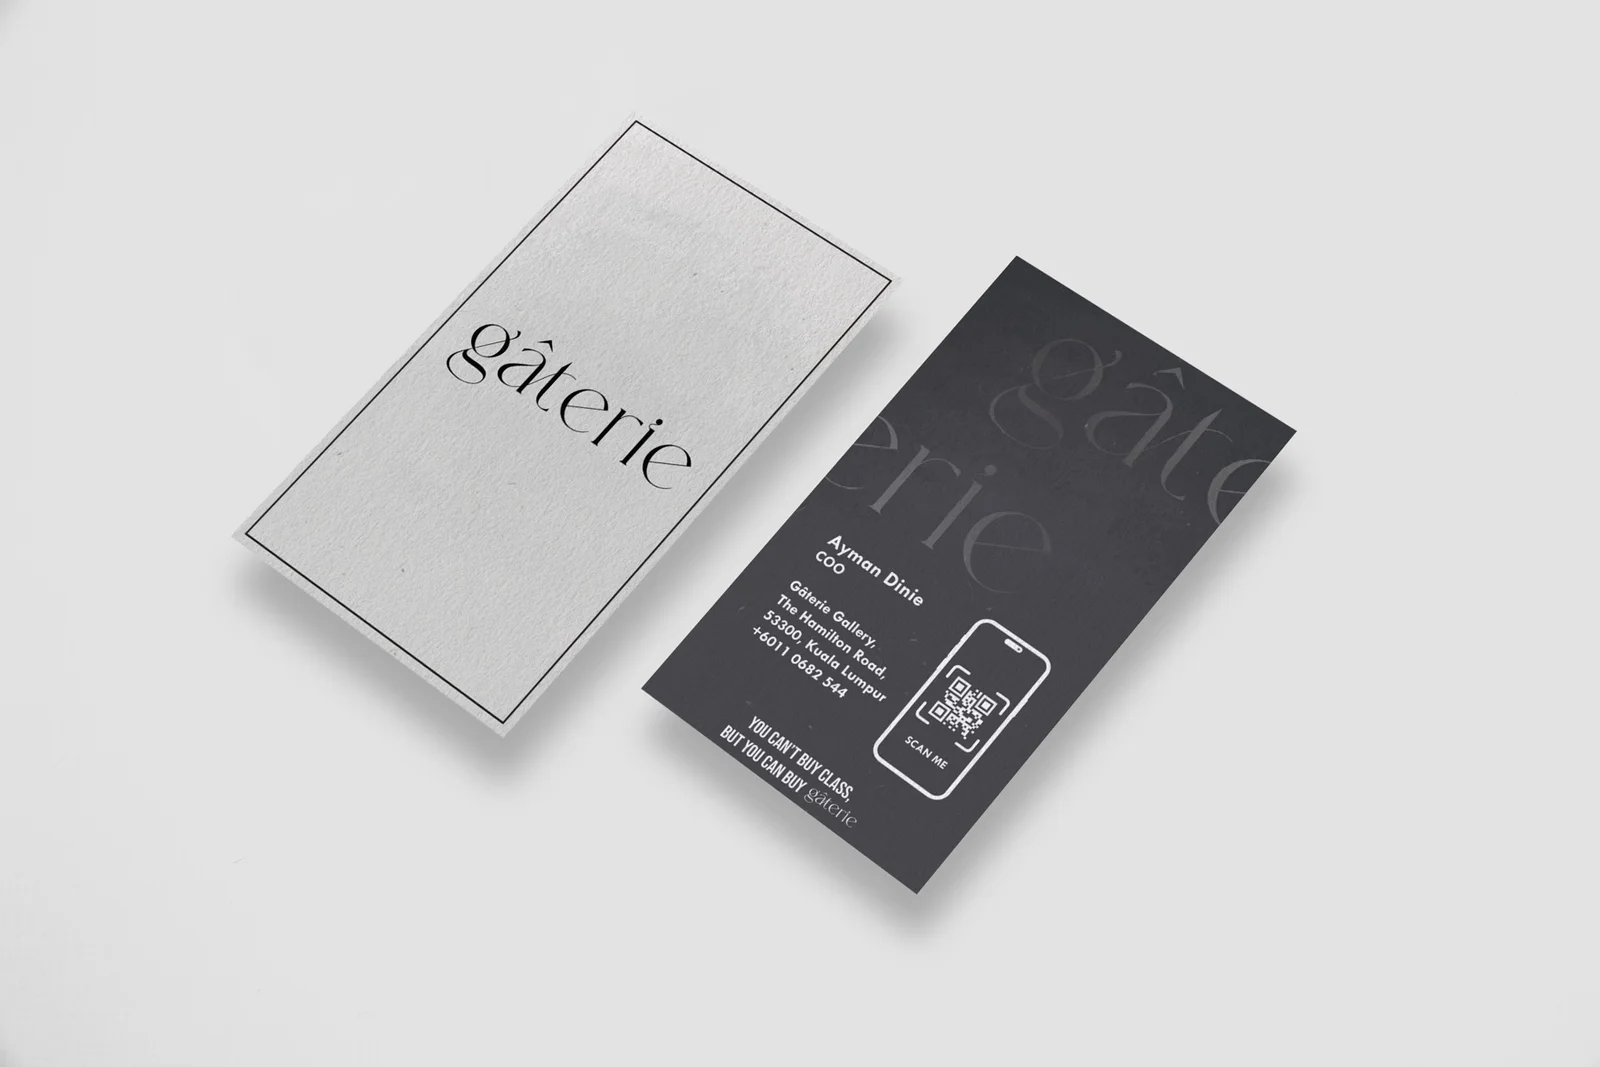 gâterie
gâte
erie
Ayman Dinie
COO
Gâterie Gallery,
The Hamilton Road,
53300, Kuala Lumpur
+6011 0682 544
SCAN ME
YOU CAN'T BUY CLASS,
BUT YOU CAN BUY gâterie